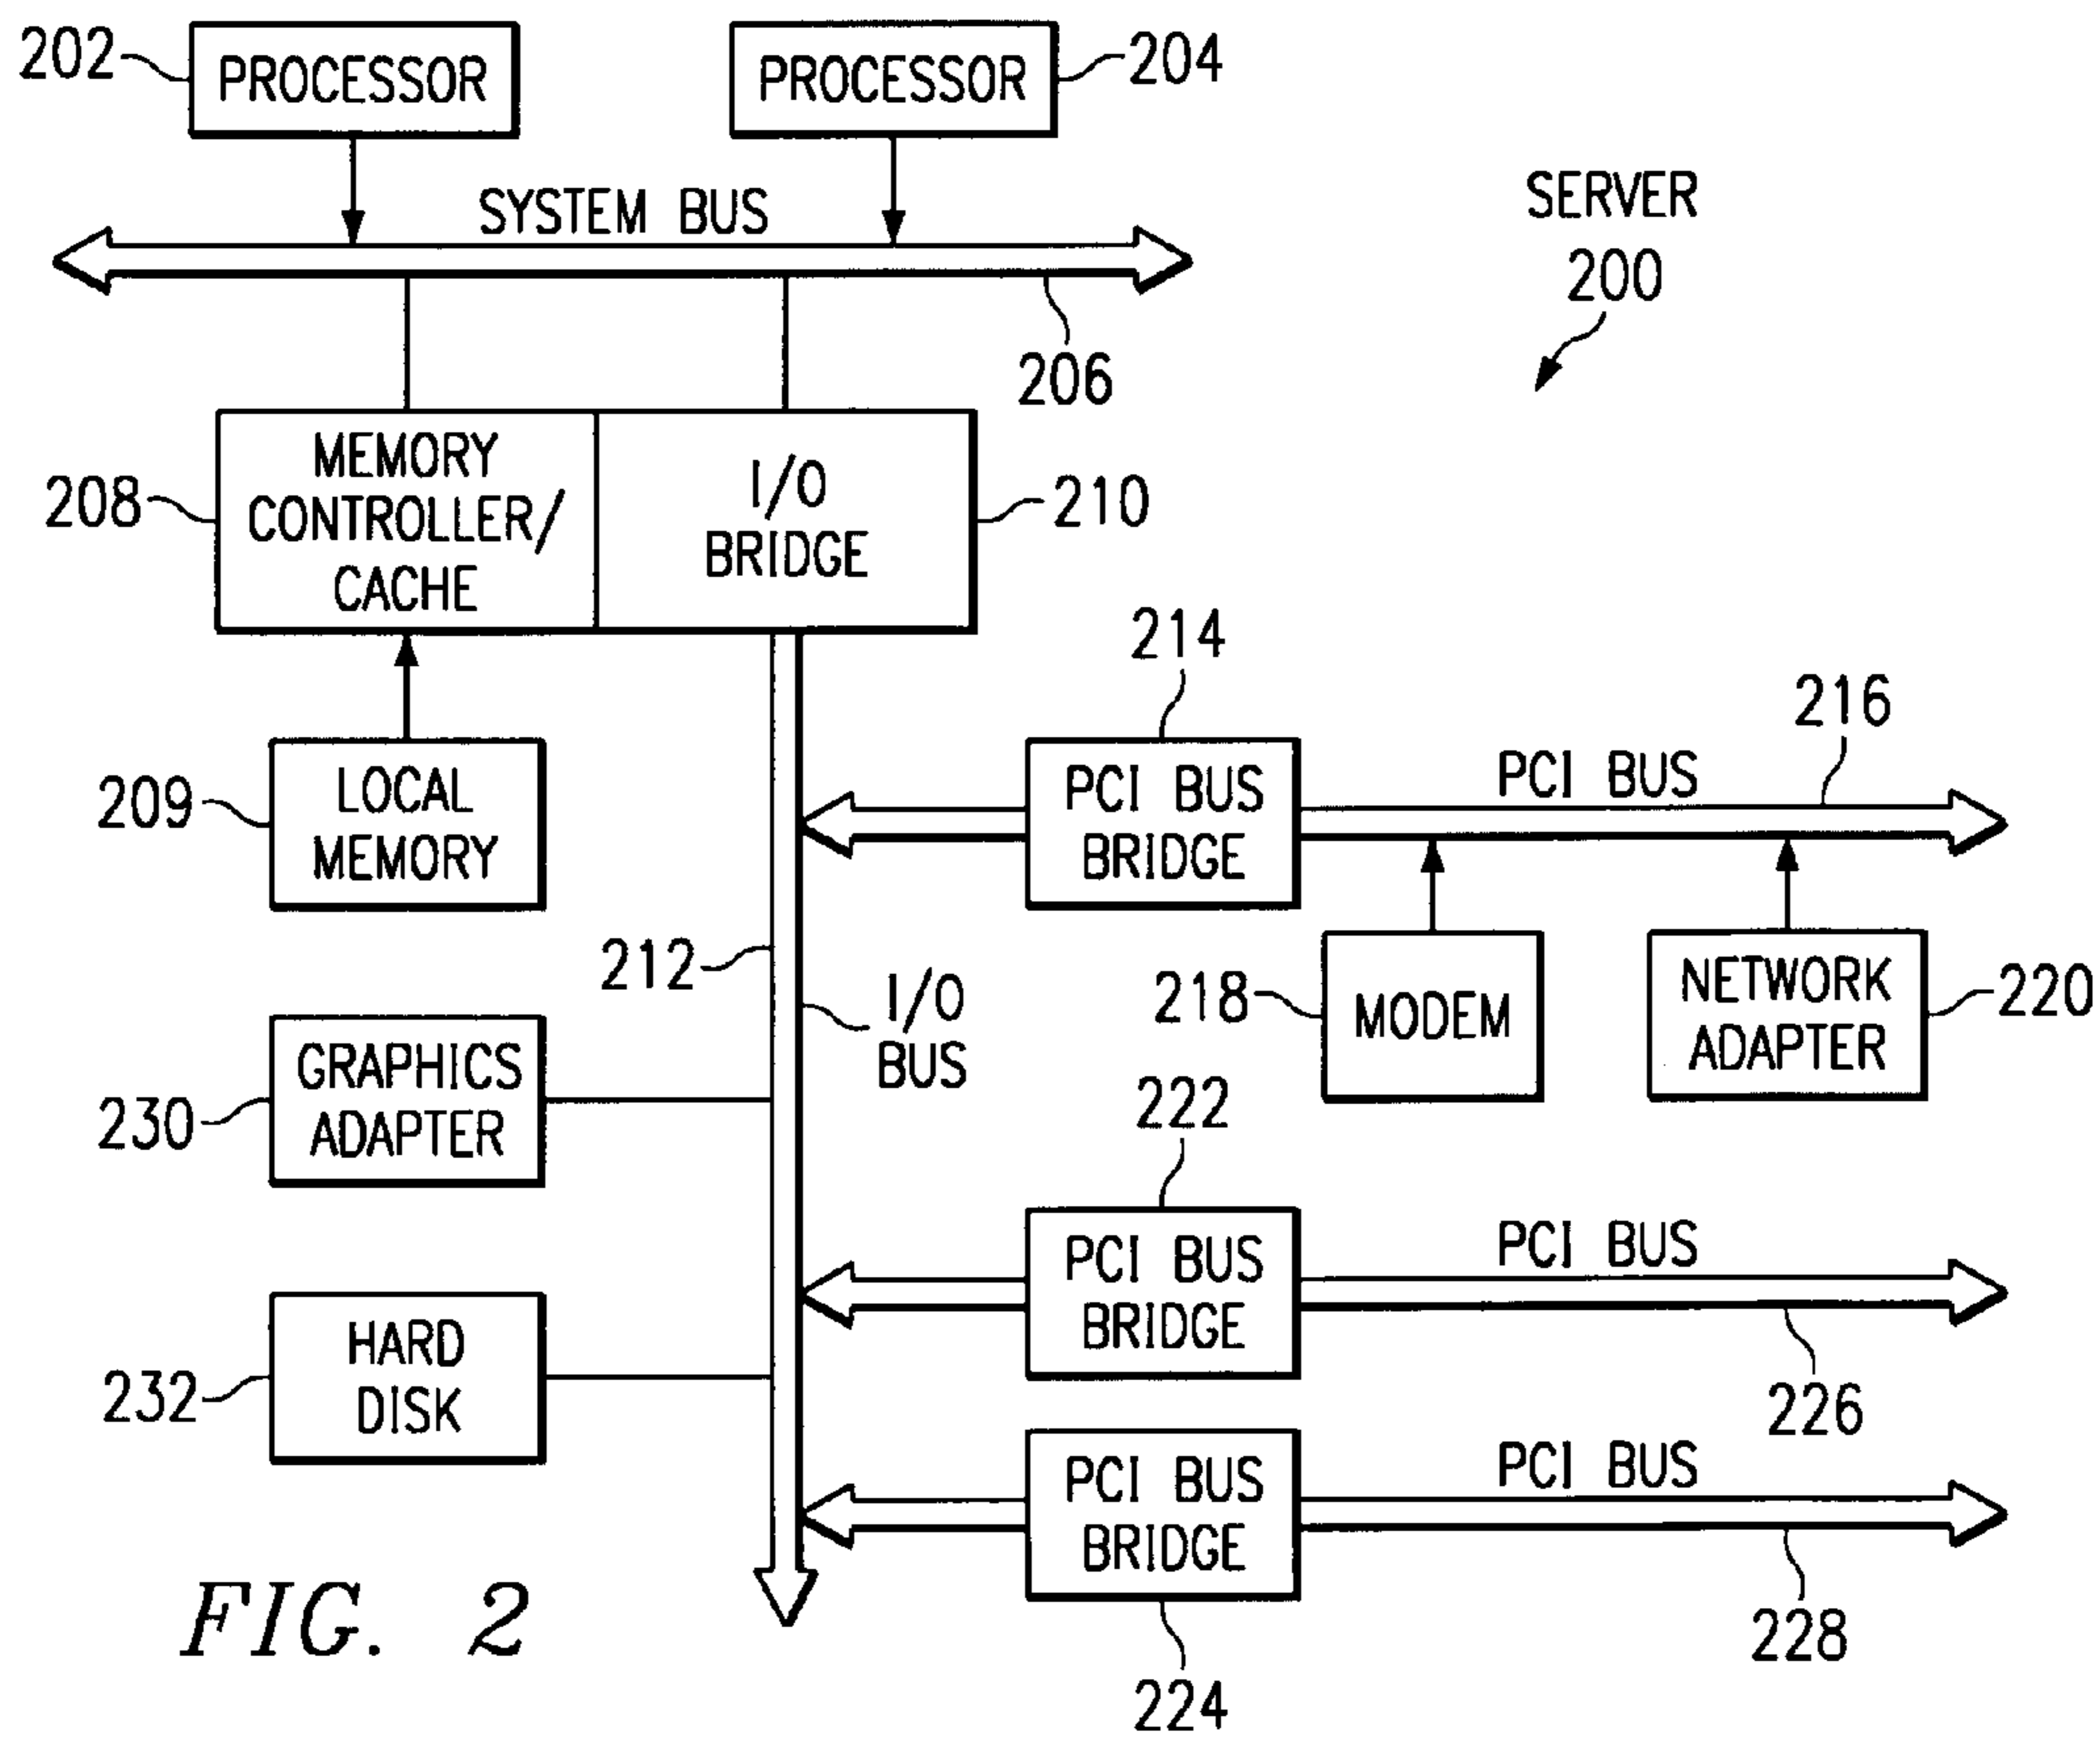 202
PROCESSOR
PROCESSOR
204
SYSTEM BUS
SERVER
200
206
208
MEMORY
CONTROLLER/
CACHE
I/O
BRIDGE
210
214
216
209
LOCAL
MEMORY
PCI BUS
BRIDGE
PCI BUS
212
I/O
BUS
218
MODEM
NETWORK
ADAPTER
220
230
GRAPHICS
ADAPTER
222
PCI BUS
BRIDGE
PCI BUS
226
232
HARD
DISK
PCI BUS
BRIDGE
PCI BUS
228
224
FIG. 2